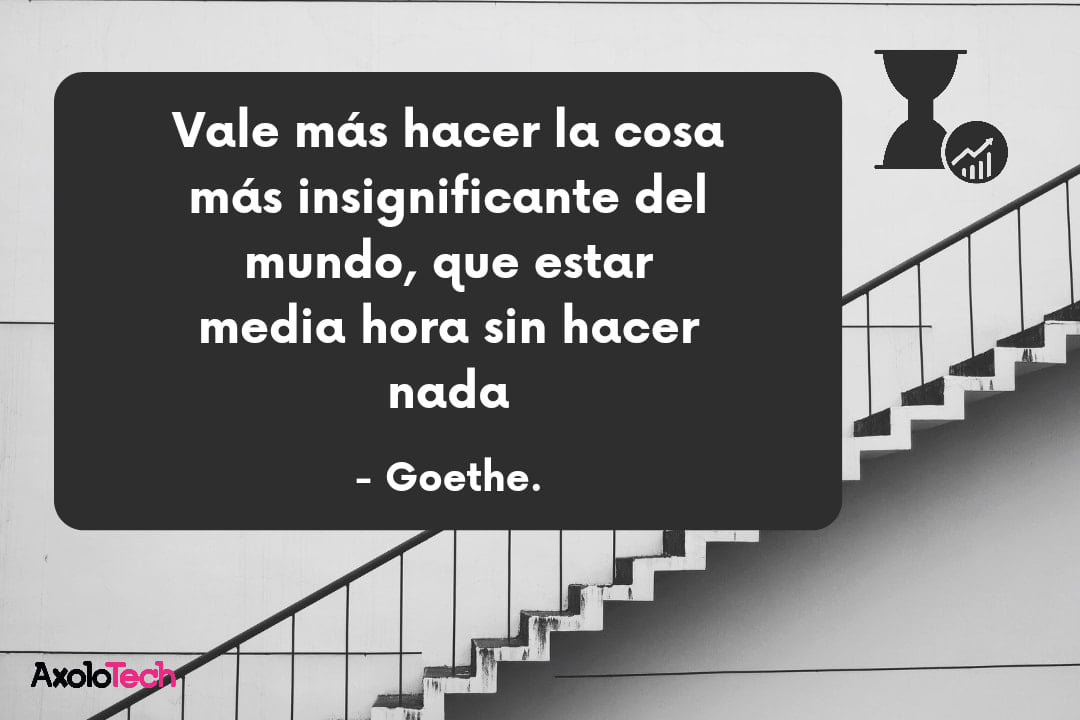 Vale más hacer la cosa
más insignificante del
mundo, que estar
media hora sin hacer
nada
- Goethe.
AxoloTech